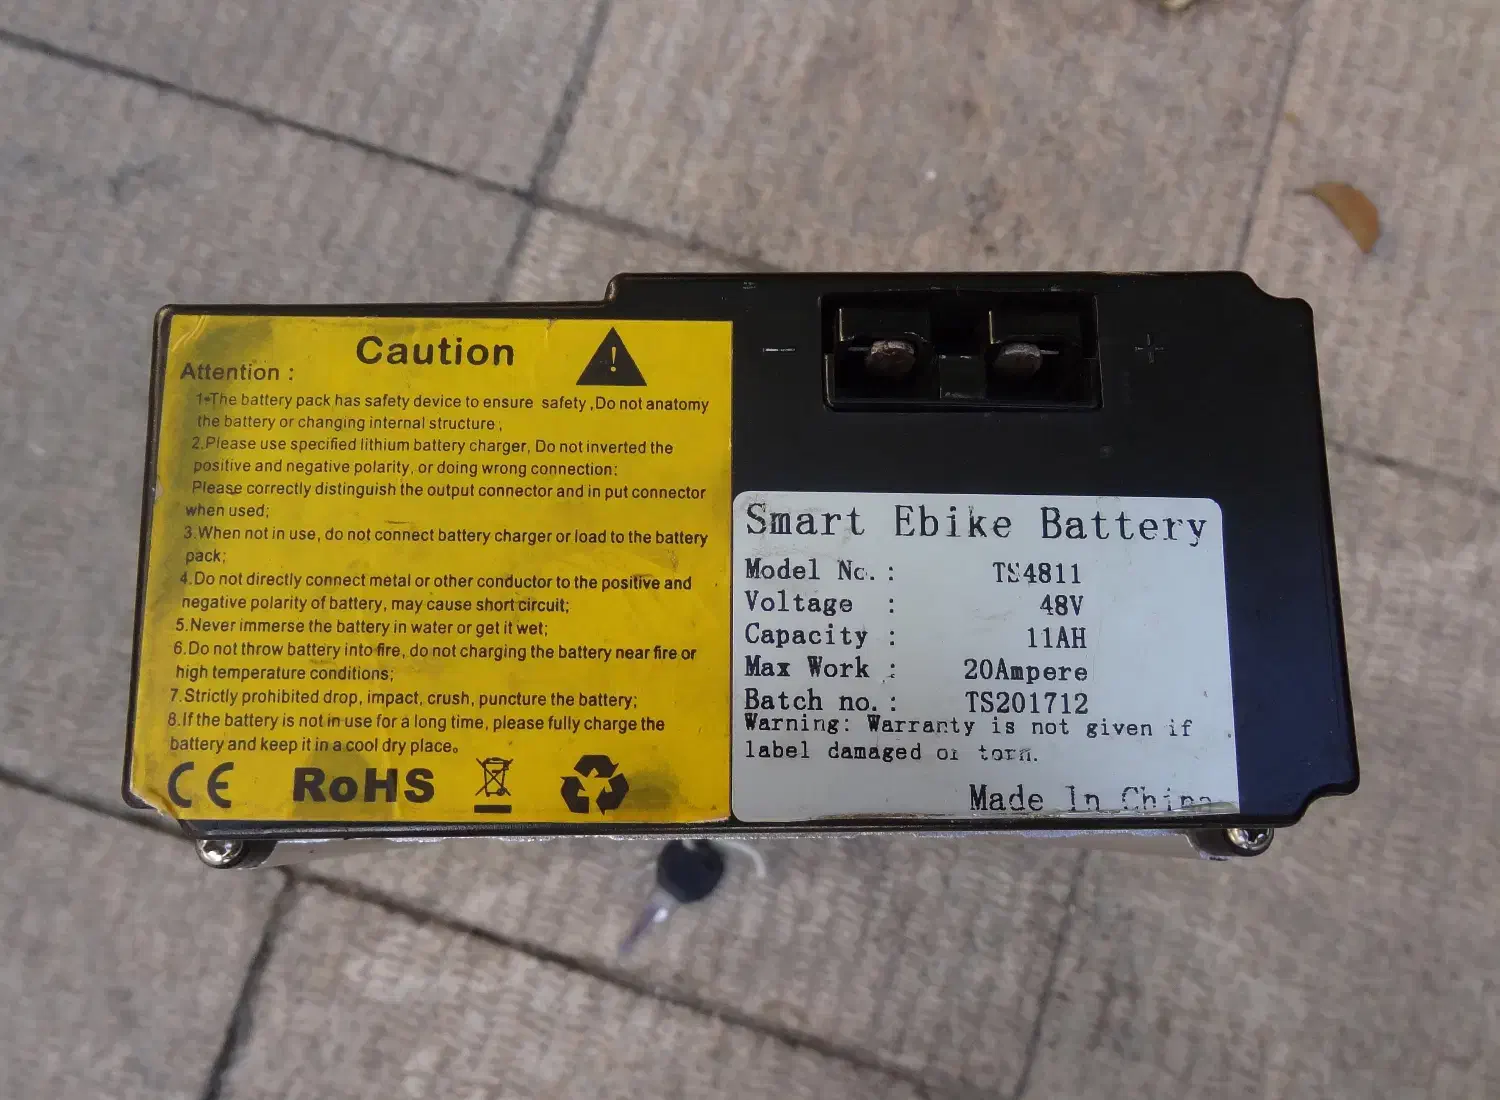 Caution
Attention :
1·The battery pack has safety device to ensure safety ,Do not anatomy
the battery or changing internal structure ,
2.Please use specified lithium battery charger, Do not inverted the
positive and negative polarity, or doing wrong connection;
Please correctly distinguish the output connector and in put connector
when used;
3.When not in use, do not connect battery charger or load to the battery
pack;
4.Do not directly connect metal or other conductor to the positive and
negative polarity of battery, may cause short circuit;
5.Never immerse the battery in water or get it wet;
6.Do not throw battery into fire, do not charging the battery near fire or
high temperature conditions;
7.Strictly prohibited drop, impact, crush, puncture the battery;
8.If the battery is not in use for a long time, please fully charge the
battery and keep it in a cool dry place。
CE RoHS
− +
Smart Ebike Battery
Model No.: TS4811
Voltage : 48V
Capacity : 11AH
Max Work : 20Ampere
Batch no.: TS201712
Warning: Warranty is not given if
label damaged or torn.
Made In China